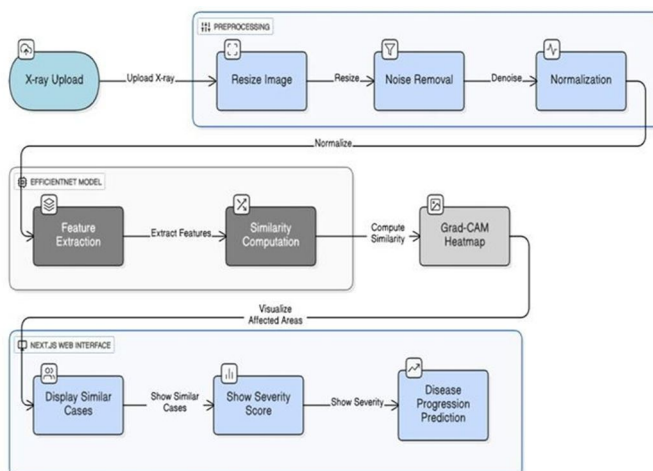 PREPROCESSING
X-ray Upload
Upload X-ray
Resize Image
Resize
Noise Removal
Denoise
Normalization
Normalize
EFFICIENTNET MODEL
Feature
Extraction
Extract Features
Similarity
Computation
Compute
Similarity
Grad-CAM
Heatmap
Visualize
Affected Areas
NEXT.JS WEB INTERFACE
Display Similar
Cases
Show Similar
Cases
Show Severity
Score
Show Severity
Disease
Progression
Prediction